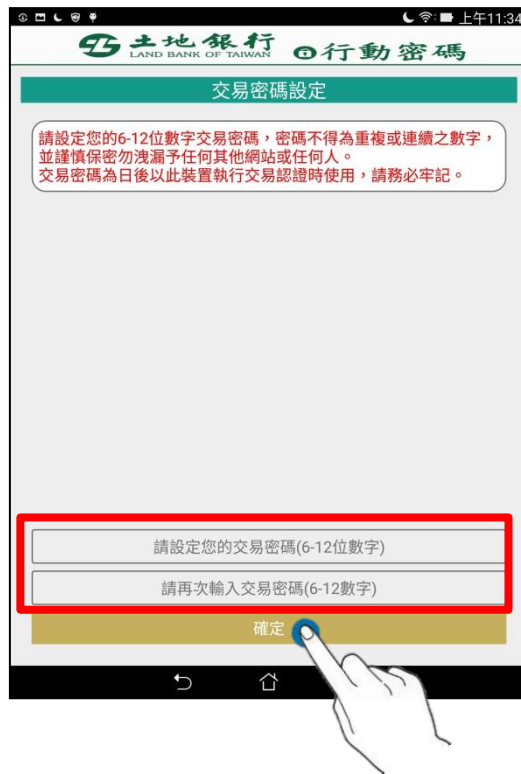 上午11:34
土地銀行 行動密碼
LAND BANK OF TAIWAN
交易密碼設定
請設定您的6-12位數字交易密碼，密碼不得為重複或連續之數字，
並謹慎保密勿洩漏予任何其他網站或任何人。
交易密碼為日後以此裝置執行交易認證時使用，請務必牢記。
請設定您的交易密碼(6-12位數字)
請再次輸入交易密碼(6-12數字)
確定